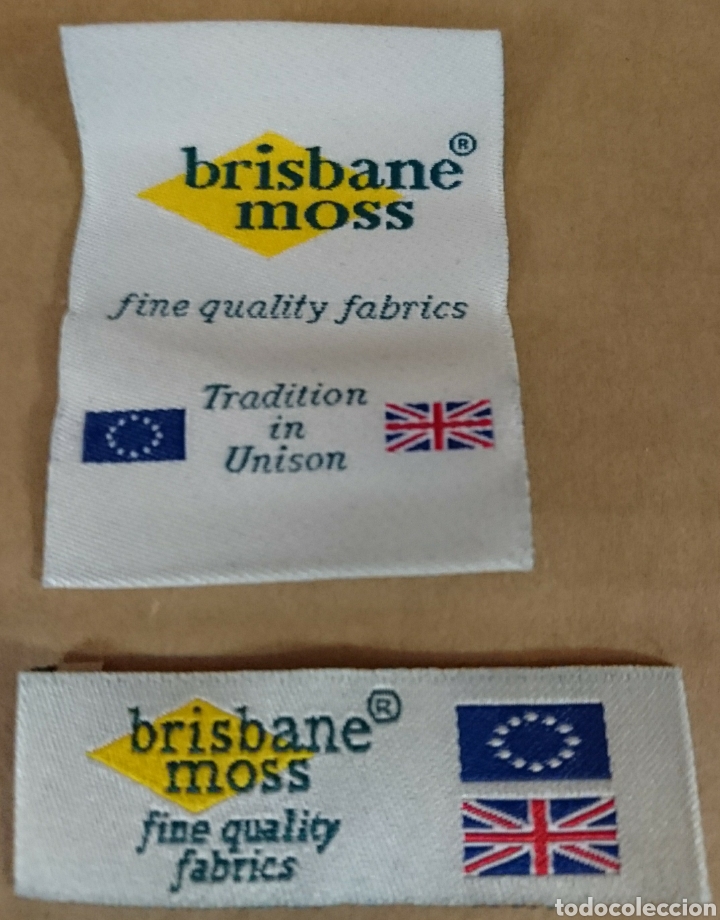 brisbane®
moss
fine quality fabrics
Tradition
in
Unison
brisbane®
moss
fine quality
fabrics
todocoleccion